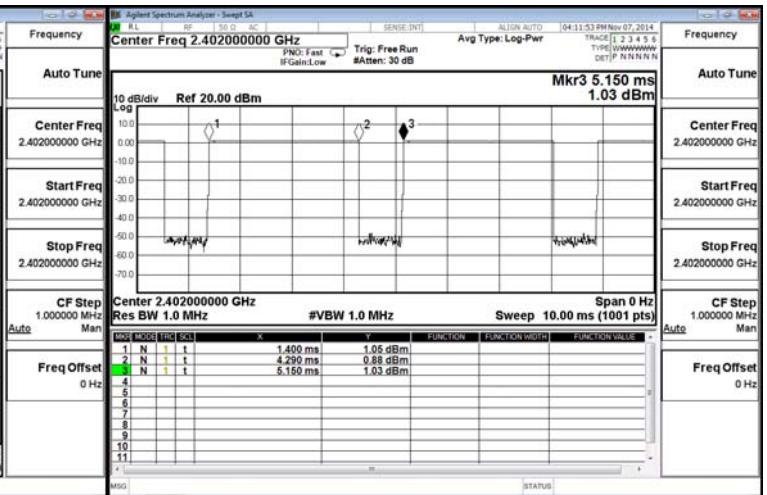 Agilent Spectrum Analyzer - Swept SA
RL RF 50 Ω AC SENSE:INT ALIGN AUTO 04:11:53 PM Nov 07, 2014
Center Freq 2.402000000 GHz
PNO: Fast
IFGain:Low
Trig: Free Run
#Atten: 30 dB
Avg Type: Log-Pwr
TRACE 1 2 3 4 5 6
TYPE WWWWWWW
DET P N N N N N
Mkr3 5.150 ms
1.03 dBm
10 dB/div Ref 20.00 dBm
Log
10.0
0.00
-10.0
-20.0
-30.0
-40.0
-50.0
-60.0
-70.0
1
2
3
Center 2.402000000 GHz
Span 0 Hz
Res BW 1.0 MHz
#VBW 1.0 MHz
Sweep 10.00 ms (1001 pts)
MKR MODE TRC SCL X Y FUNCTION FUNCTION WIDTH FUNCTION VALUE
1 N 1 t 1.400 ms 1.05 dBm
2 N 1 t 4.290 ms 0.88 dBm
3 N 1 t 5.150 ms 1.03 dBm
4
5
6
7
8
9
10
11
MSG
STATUS
Frequency
Auto Tune
Center Freq
2.402000000 GHz
Start Freq
2.402000000 GHz
Stop Freq
2.402000000 GHz
CF Step
1.000000 MHz
Auto Man
Freq Offset
0 Hz
Frequency
Auto Tune
Center Freq
2.402000000 GHz
Start Freq
2.402000000 GHz
Stop Freq
2.402000000 GHz
CF Step
1.000000 MHz
Auto Man
Freq Offset
0 Hz